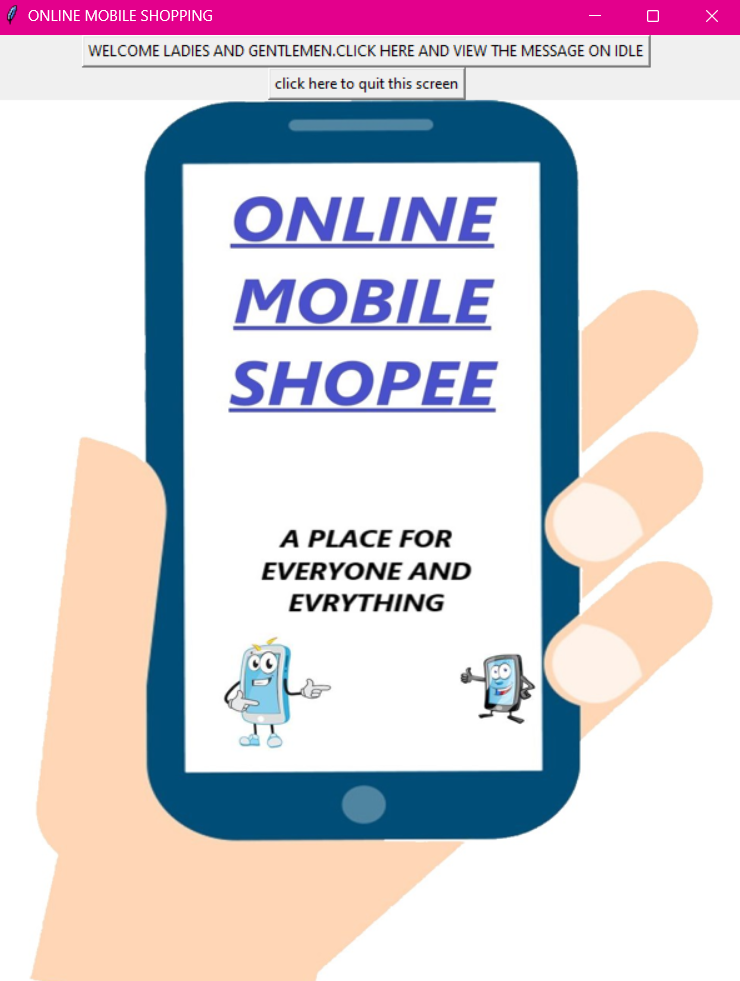 ONLINE MOBILE SHOPPING
WELCOME LADIES AND GENTLEMEN.CLICK HERE AND VIEW THE MESSAGE ON IDLE
click here to quit this screen
ONLINE
MOBILE
SHOPEE
A PLACE FOR
EVERYONE AND
EVRYTHING